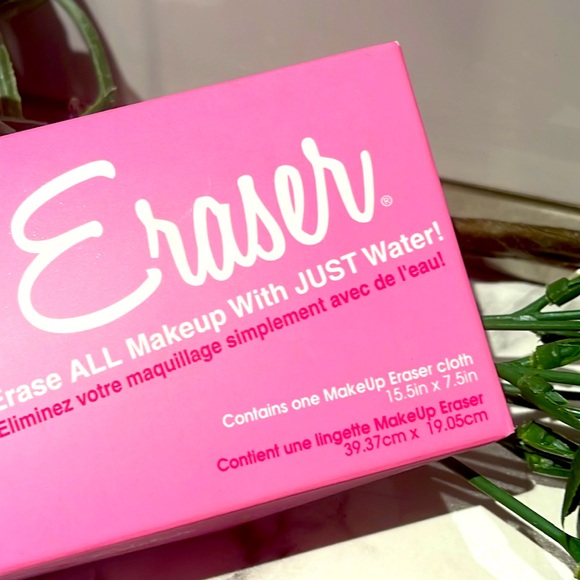 Eraser®
Erase ALL Makeup With JUST Water!
Eliminez votre maquillage simplement avec de l'eau!
Contains one MakeUp Eraser cloth
15.5in x 7.5in
Contient une lingette MakeUp Eraser
39.37cm x 19.05cm